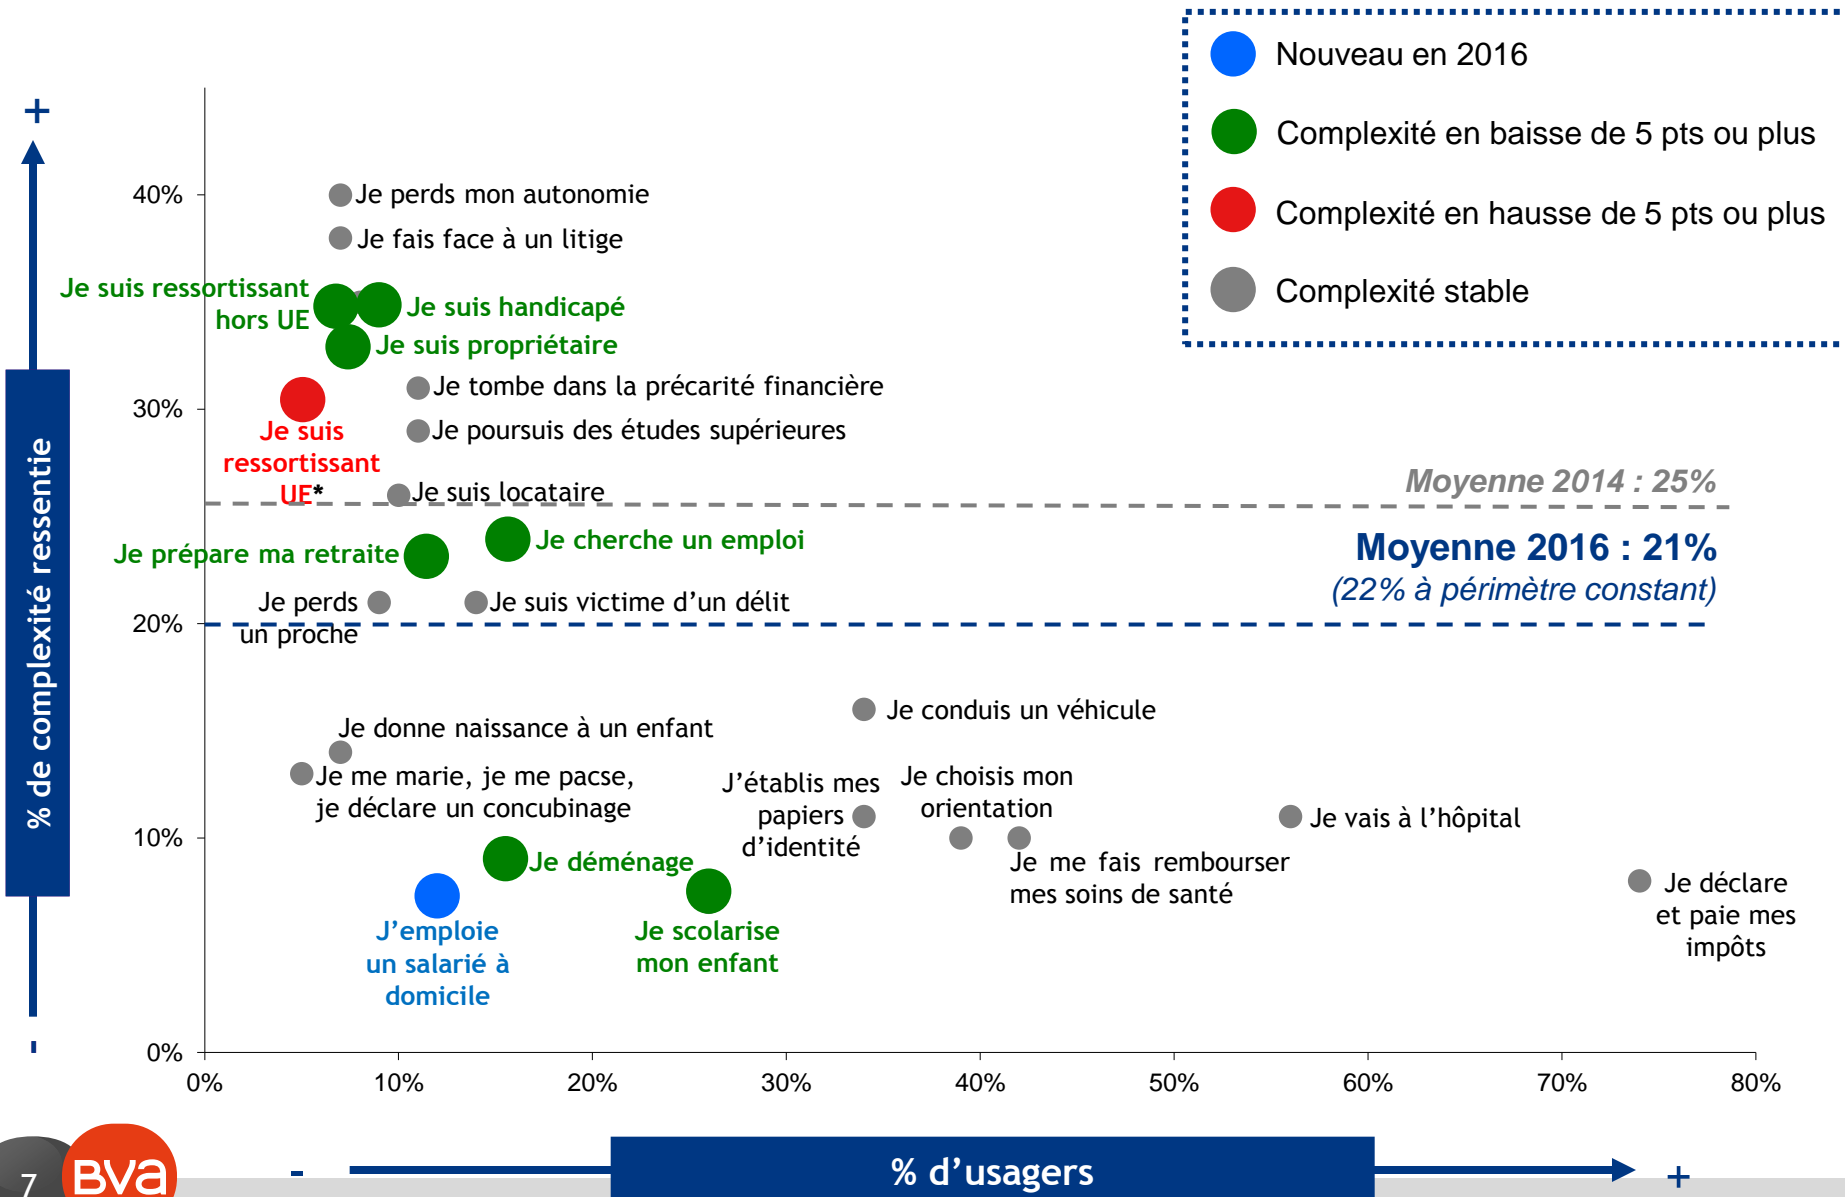 Nouveau en 2016
Complexité en baisse de 5 pts ou plus
Complexité en hausse de 5 pts ou plus
Complexité stable
+
% de complexité ressentie
-
40%
30%
20%
10%
0%
Je perds mon autonomie
Je fais face à un litige
Je suis ressortissant
hors UE
Je suis handicapé
Je suis propriétaire
Je tombe dans la précarité financière
Je suis
ressortissant
UE*
Je poursuis des études supérieures
Je suis locataire
Moyenne 2014 : 25%
Je prépare ma retraite
Je cherche un emploi
Moyenne 2016 : 21%
(22% à périmètre constant)
Je perds
un proche
Je suis victime d’un délit
Je conduis un véhicule
Je donne naissance à un enfant
Je me marie, je me pacse,
je déclare un concubinage
J’établis mes
papiers
d’identité
Je choisis mon
orientation
Je vais à l’hôpital
Je me fais rembourser
mes soins de santé
Je déménage
Je déclare
et paie mes
impôts
J’emploie
un salarié à
domicile
Je scolarise
mon enfant
0%
10%
20%
30%
40%
50%
60%
70%
80%
-
% d’usagers
+
7
BVA